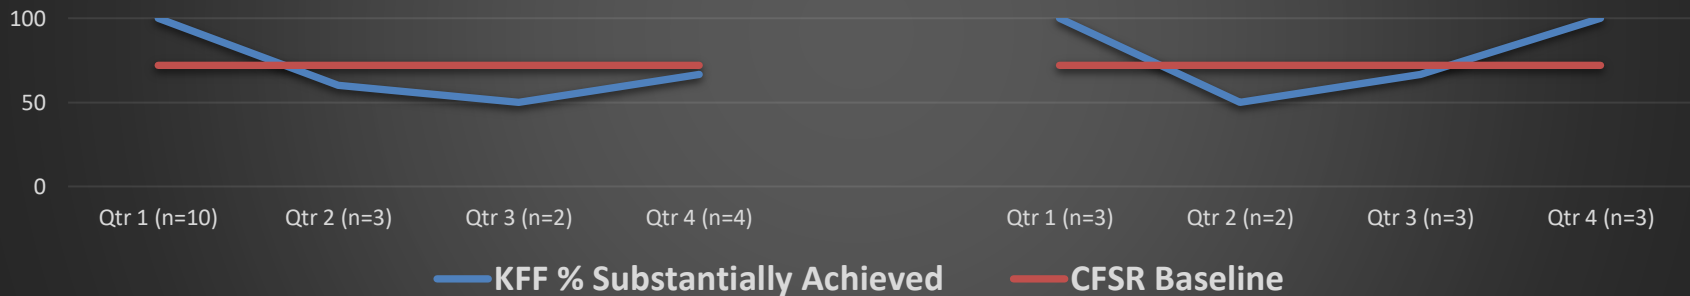 100
50
0
Qtr 1 (n=10) Qtr 2 (n=3) Qtr 3 (n=2) Qtr 4 (n=4) Qtr 1 (n=3) Qtr 2 (n=2) Qtr 3 (n=3) Qtr 4 (n=3)
KFF % Substantially Achieved CFSR Baseline